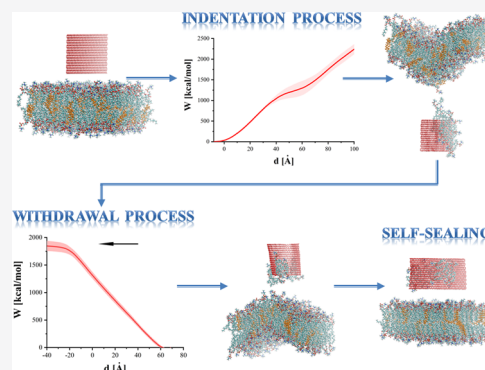 INDENTATION PROCESS
W [kcal/mol]
2500
2000
1500
1000
500
0
0 20 40 60 80 100
d [Å]
WITHDRAWAL PROCESS
SELF-SEALING
W [kcal/mol]
2000
1500
1000
500
0
-40 -20 0 20 40 60 80
d [Å]